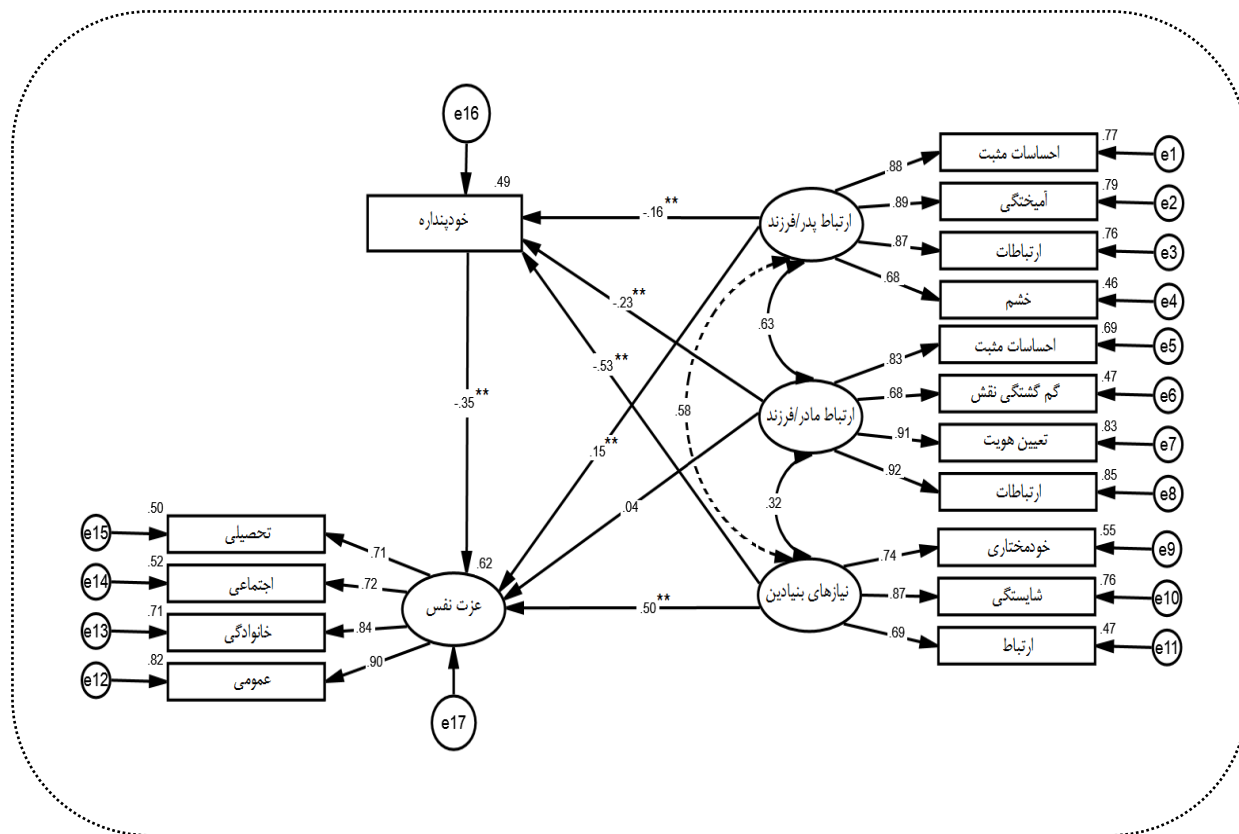 e16
.49
خودپنداره
-.16**
-.23**
-.53**
-.35**
.15**
.04
.50**
ارتباط پدر/فرزند
.88
.89
.87
.68
.77
احساسات مثبت
e1
.79
آمیختگی
e2
.76
ارتباطات
e3
.46
خشم
e4
.63
.58
.32
ارتباط مادر/فرزند
.83
.68
.91
.92
.69
احساسات مثبت
e5
.47
گم گشتگی نقش
e6
.83
تعیین هویت
e7
.85
ارتباطات
e8
نیازهای بنیادین
.74
.87
.69
.55
خودمختاری
e9
.76
شایستگی
e10
.47
ارتباط
e11
.62
عزت نفس
e17
.71
.72
.84
.90
.50
تحصیلی
e15
.52
اجتماعی
e14
.71
خانوادگی
e13
.82
عمومی
e12